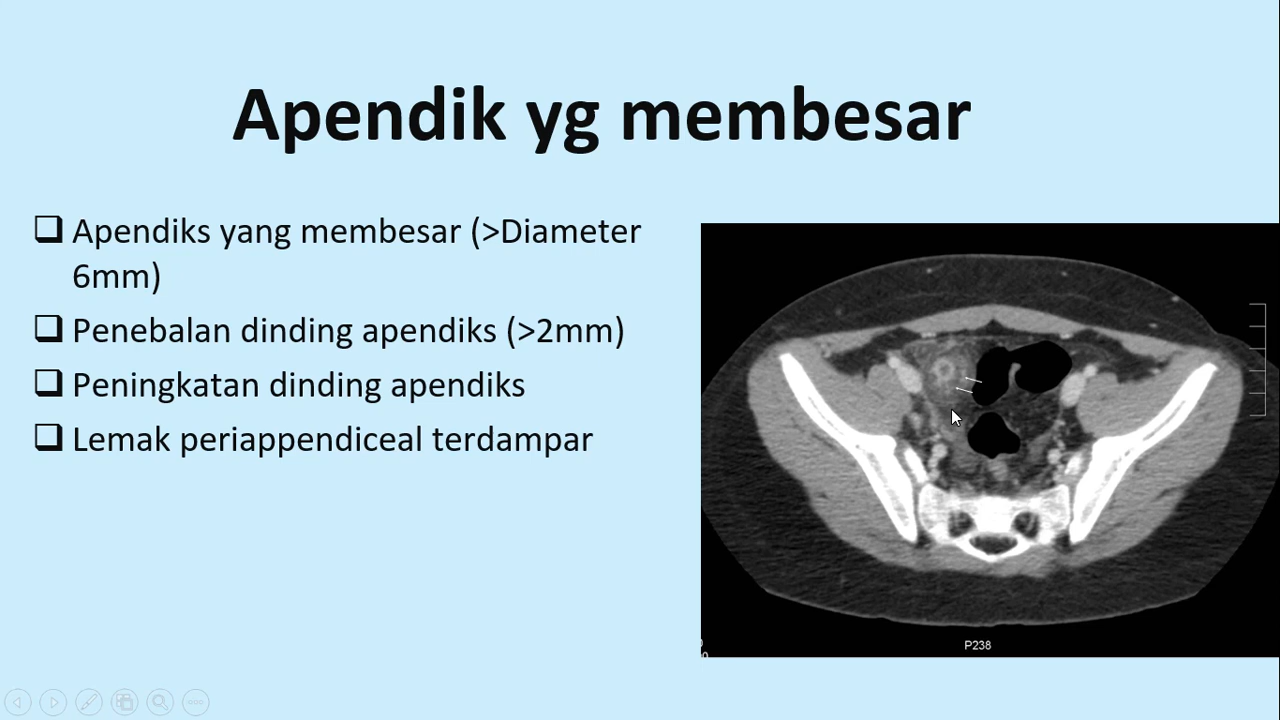 Apendik yg membesar
Apendiks yang membesar (>Diameter
6mm)
Penebalan dinding apendiks (>2mm)
Peningkatan dinding apendiks
Lemak periappendiceal terdampar
P238